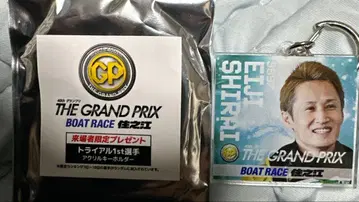 GP
THE GRAND PRIX
BOAT RACE 住之江
来場者限定プレゼント
トライアル1st選手
アクリルキーホルダー
EIJI
SHIRAI
THE GRAND PRIX
BOAT RACE 住之江